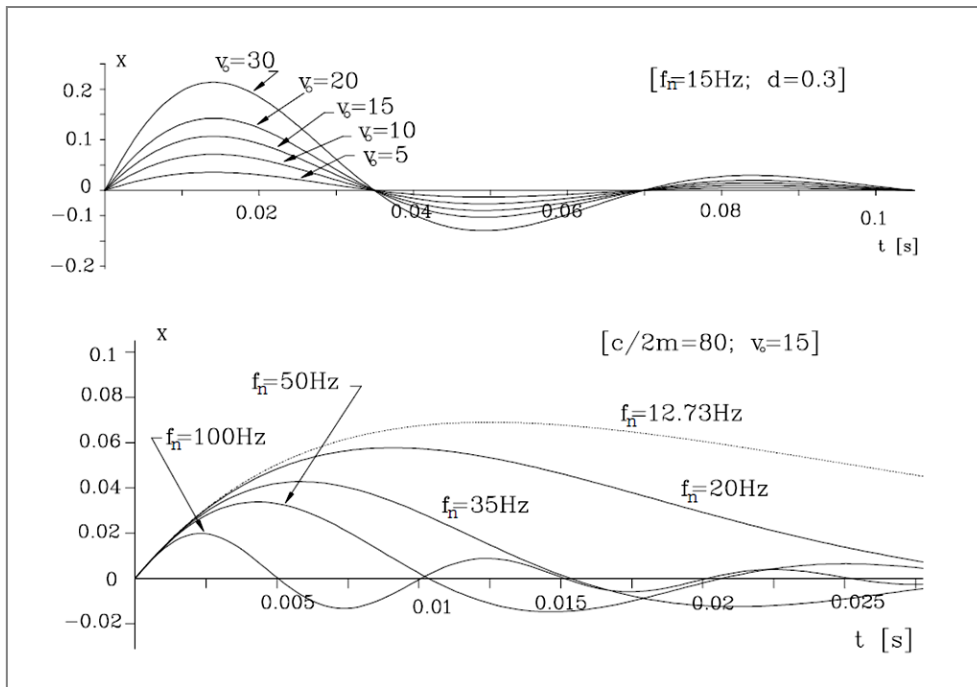 X
v₀=30
v₀=20
[fn=15Hz; d=0.3]
0.2
v₀=15
0.1
v₀=10
v₀=5
0
0.02
0.04
0.06
0.08
0.1
−0.1
t [s]
−0.2
X
[c/2m=80; v₀=15]
0.1
fn=50Hz
0.08
fn=12.73Hz
fn=100Hz
0.06
0.04
fn=35Hz
fn=20Hz
0.02
0
0.005
0.01
0.015
0.02
0.025
−0.02
t [s]